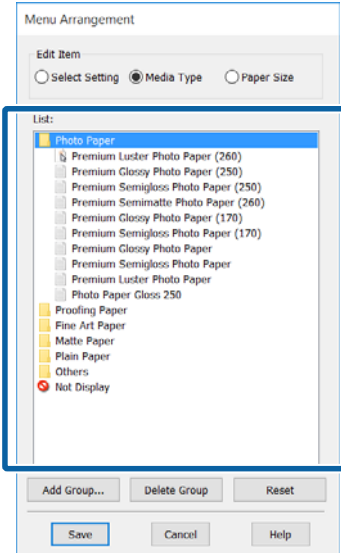 Menu Arrangement
Edit Item
Select Setting Media Type Paper Size
List:
Photo Paper
Premium Luster Photo Paper (260)
Premium Glossy Photo Paper (250)
Premium Semigloss Photo Paper (250)
Premium Semimatte Photo Paper (260)
Premium Glossy Photo Paper (170)
Premium Semigloss Photo Paper (170)
Premium Glossy Photo Paper
Premium Semigloss Photo Paper
Premium Luster Photo Paper
Photo Paper Gloss 250
Proofing Paper
Fine Art Paper
Matte Paper
Plain Paper
Others
Not Display
Add Group... Delete Group Reset
Save Cancel Help